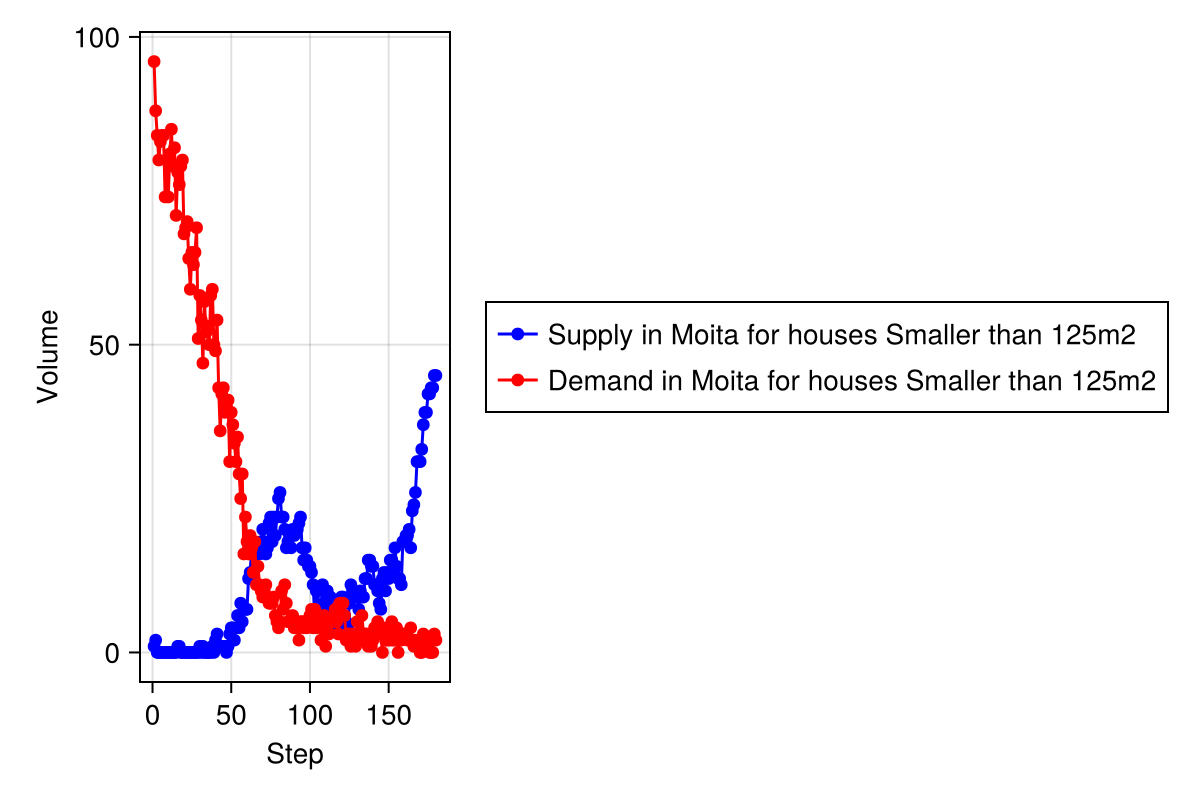 100
50
0
Volume
0 50 100 150
Step
Supply in Moita for houses Smaller than 125m2
Demand in Moita for houses Smaller than 125m2